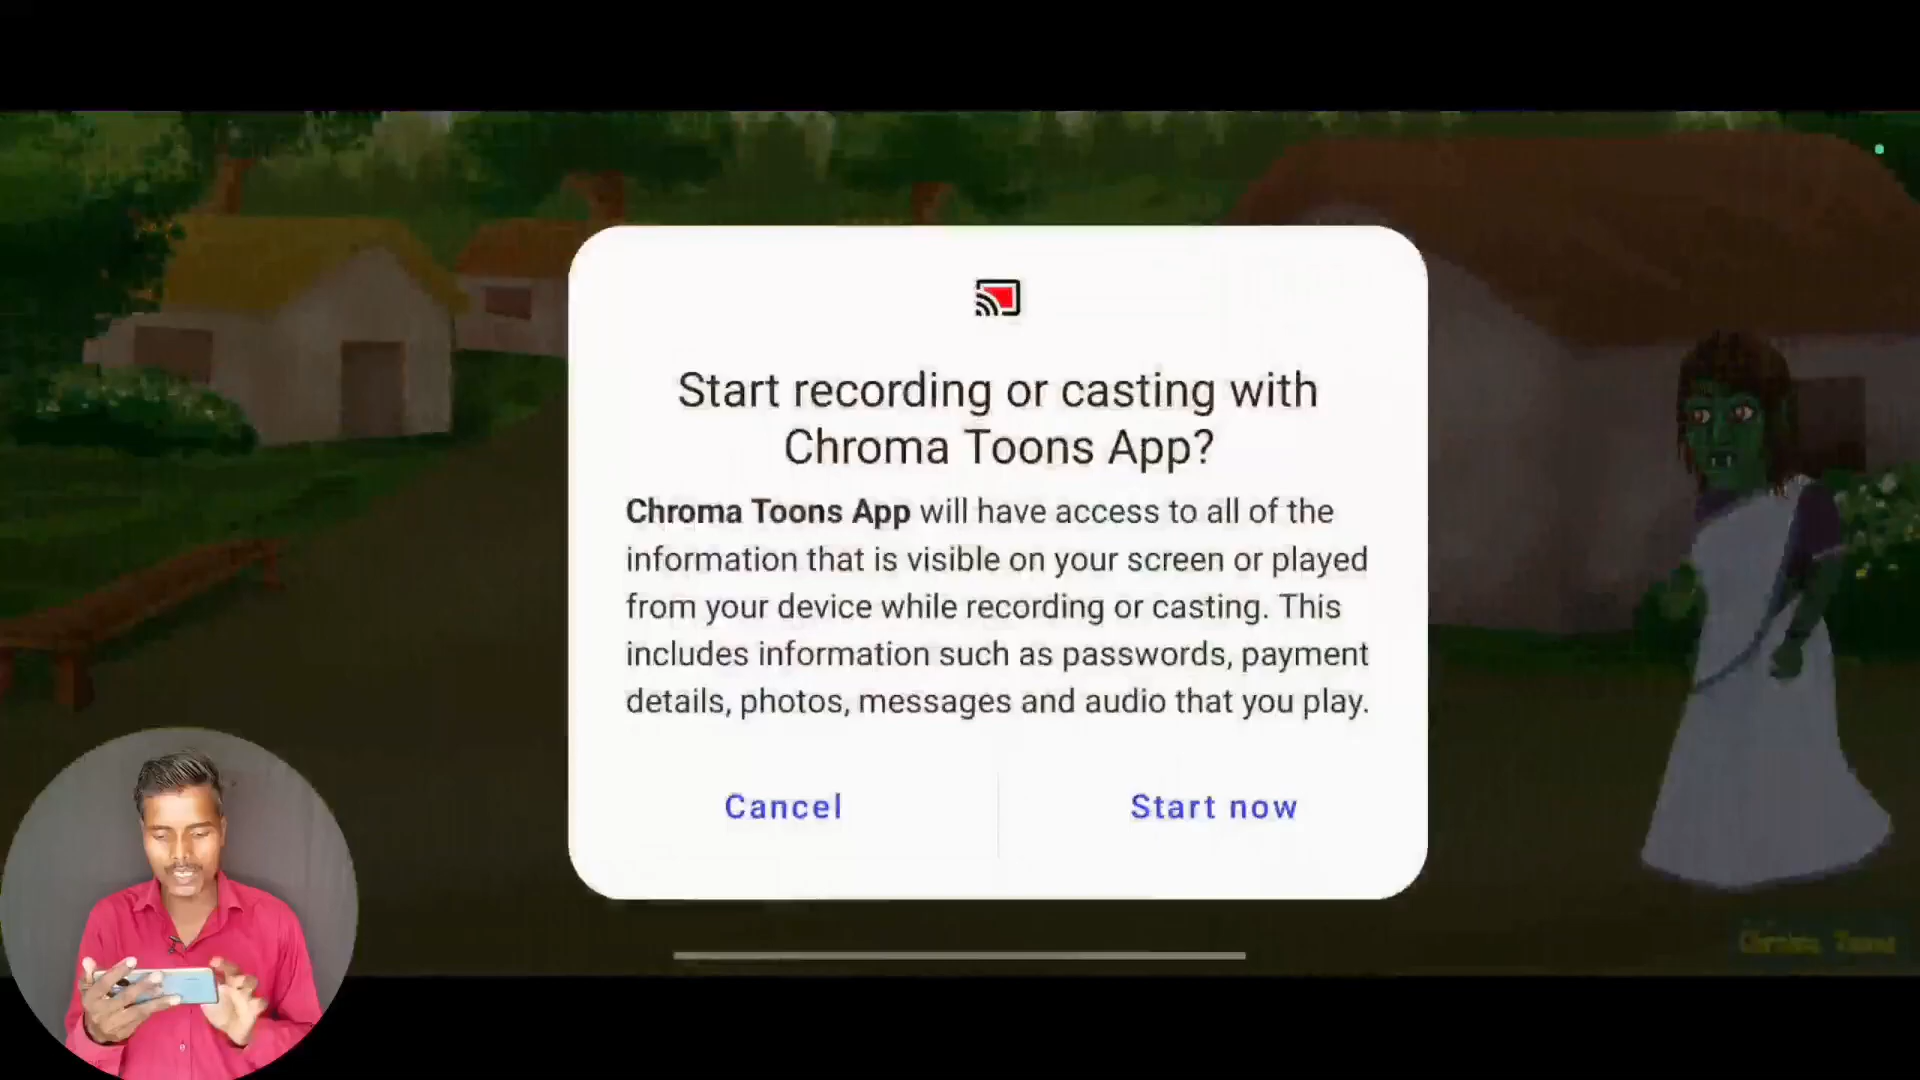 Start recording or casting with
Chroma Toons App?
Chroma Toons App will have access to all of the
information that is visible on your screen or played
from your device while recording or casting. This
includes information such as passwords, payment
details, photos, messages and audio that you play.
Cancel
Start now
Chroma Toons